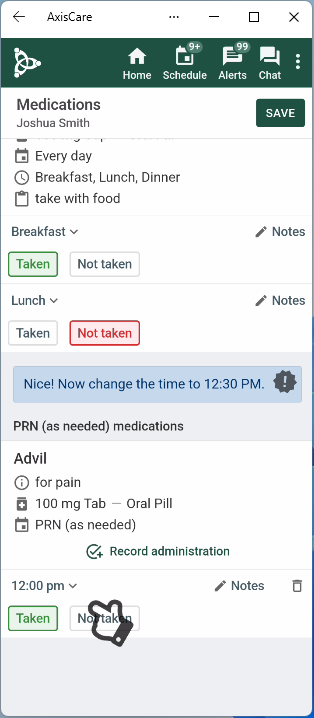 AxisCare
9+
99
Home
Schedule
Alerts
Chat
Medications
Joshua Smith
SAVE
Every day
Breakfast, Lunch, Dinner
take with food
Breakfast
Notes
Taken
Not taken
Lunch
Notes
Taken
Not taken
Nice! Now change the time to 12:30 PM.
PRN (as needed) medications
Advil
for pain
100 mg Tab — Oral Pill
PRN (as needed)
Record administration
12:00 pm
Notes
Taken
Not taken